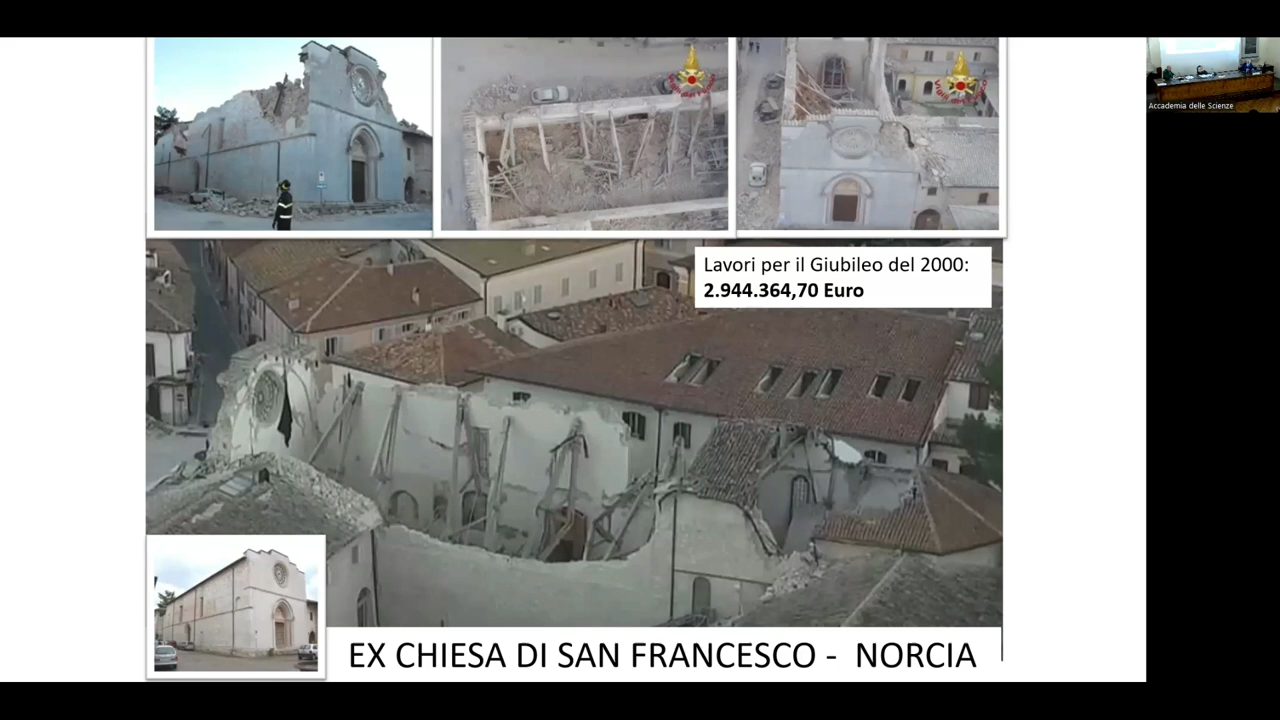 Accademia delle Scienze
Lavori per il Giubileo del 2000:
2.944.364,70 Euro
EX CHIESA DI SAN FRANCESCO - NORCIA